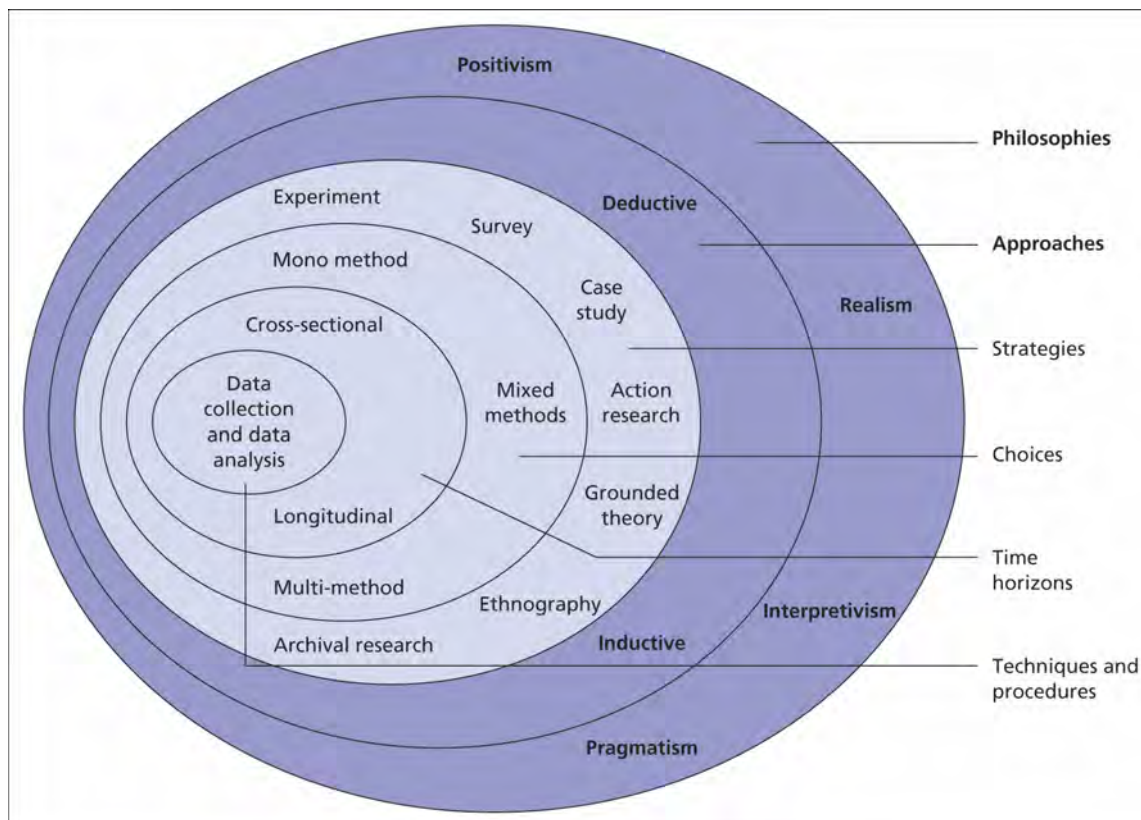 Positivism
Philosophies
Experiment
Deductive
Survey
Approaches
Mono method
Case
study
Realism
Cross-sectional
Strategies
Data
collection
and data
analysis
Mixed
methods
Action
research
Choices
Grounded
theory
Longitudinal
Time
horizons
Multi-method
Ethnography
Interpretivism
Archival research
Inductive
Techniques and
procedures
Pragmatism